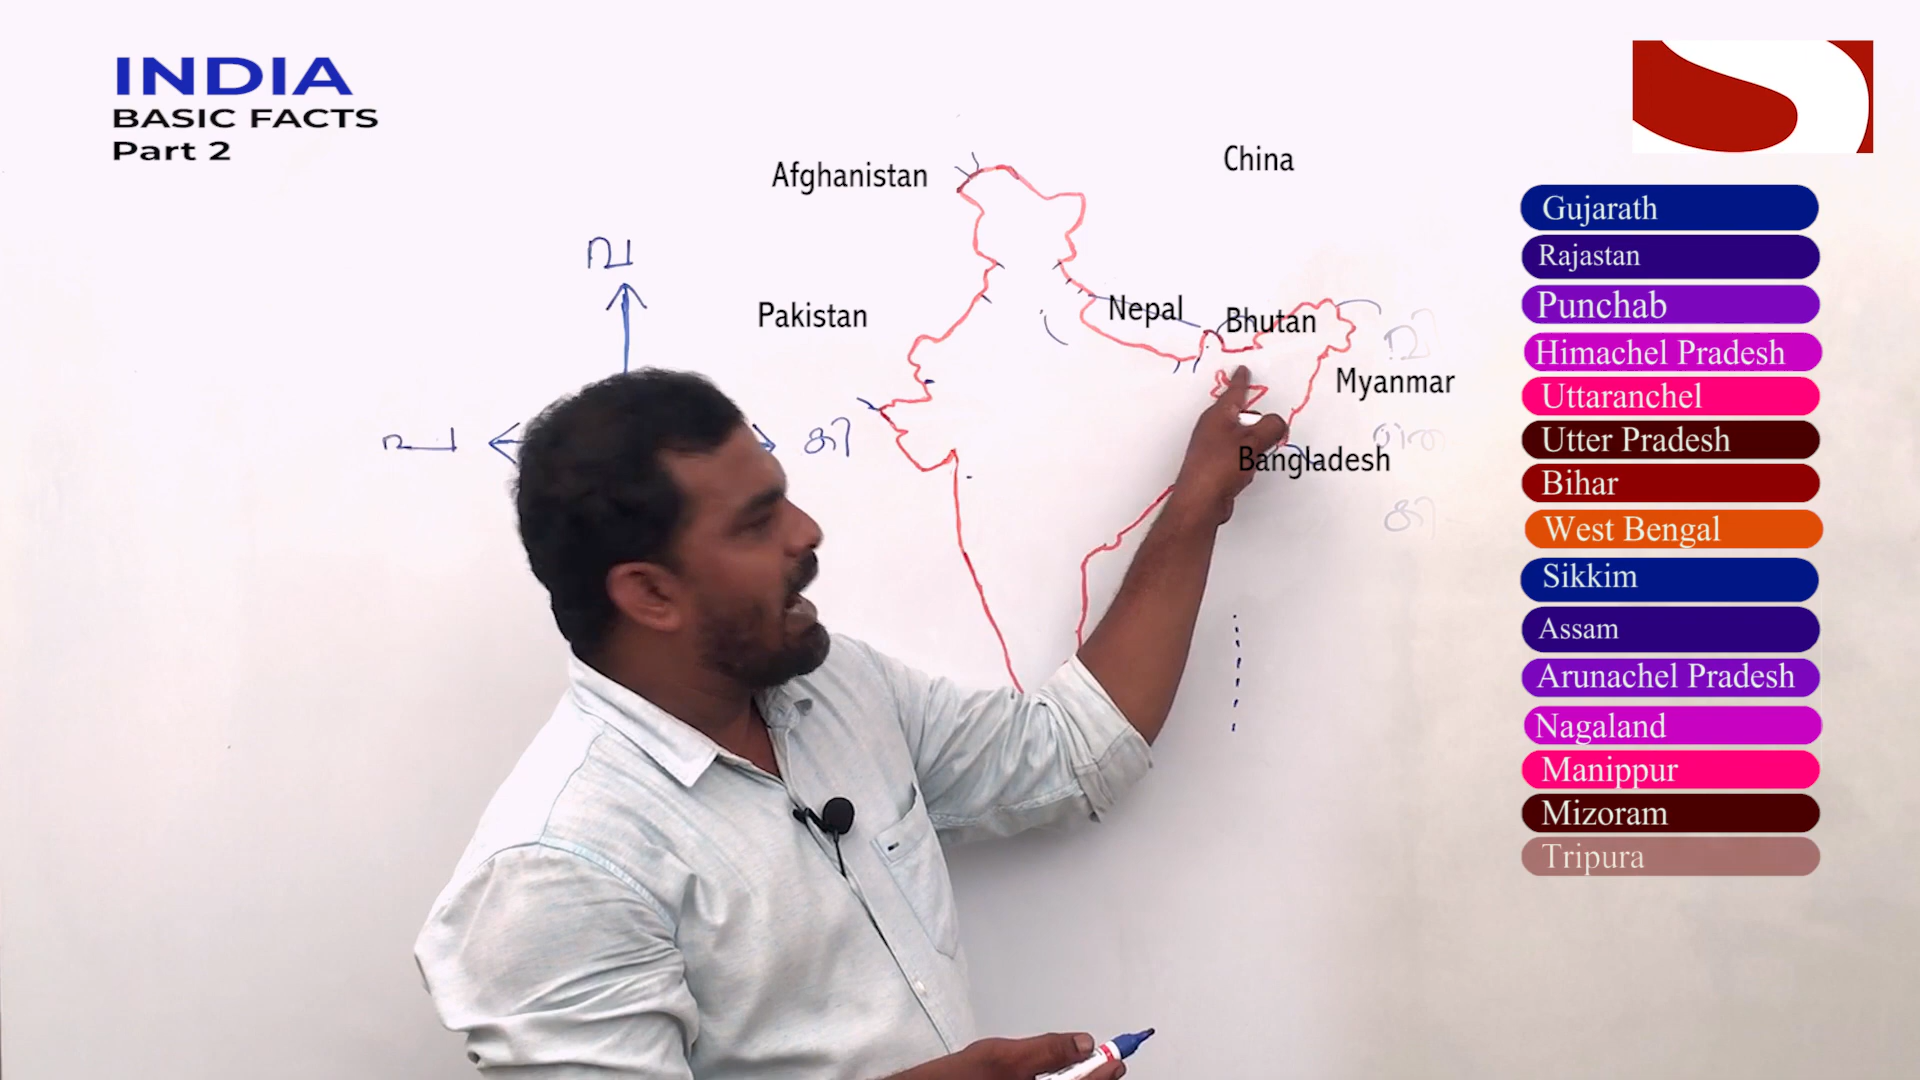 INDIA
BASIC FACTS
Part 2
Afghanistan
China
Pakistan
Nepal
Bhutan
Myanmar
Bangladesh
വ
പ
കി
വ
കി
Gujarath
Rajastan
Punchab
Himachel Pradesh
Uttaranchel
Utter Pradesh
Bihar
West Bengal
Sikkim
Assam
Arunachel Pradesh
Nagaland
Manippur
Mizoram
Tripura